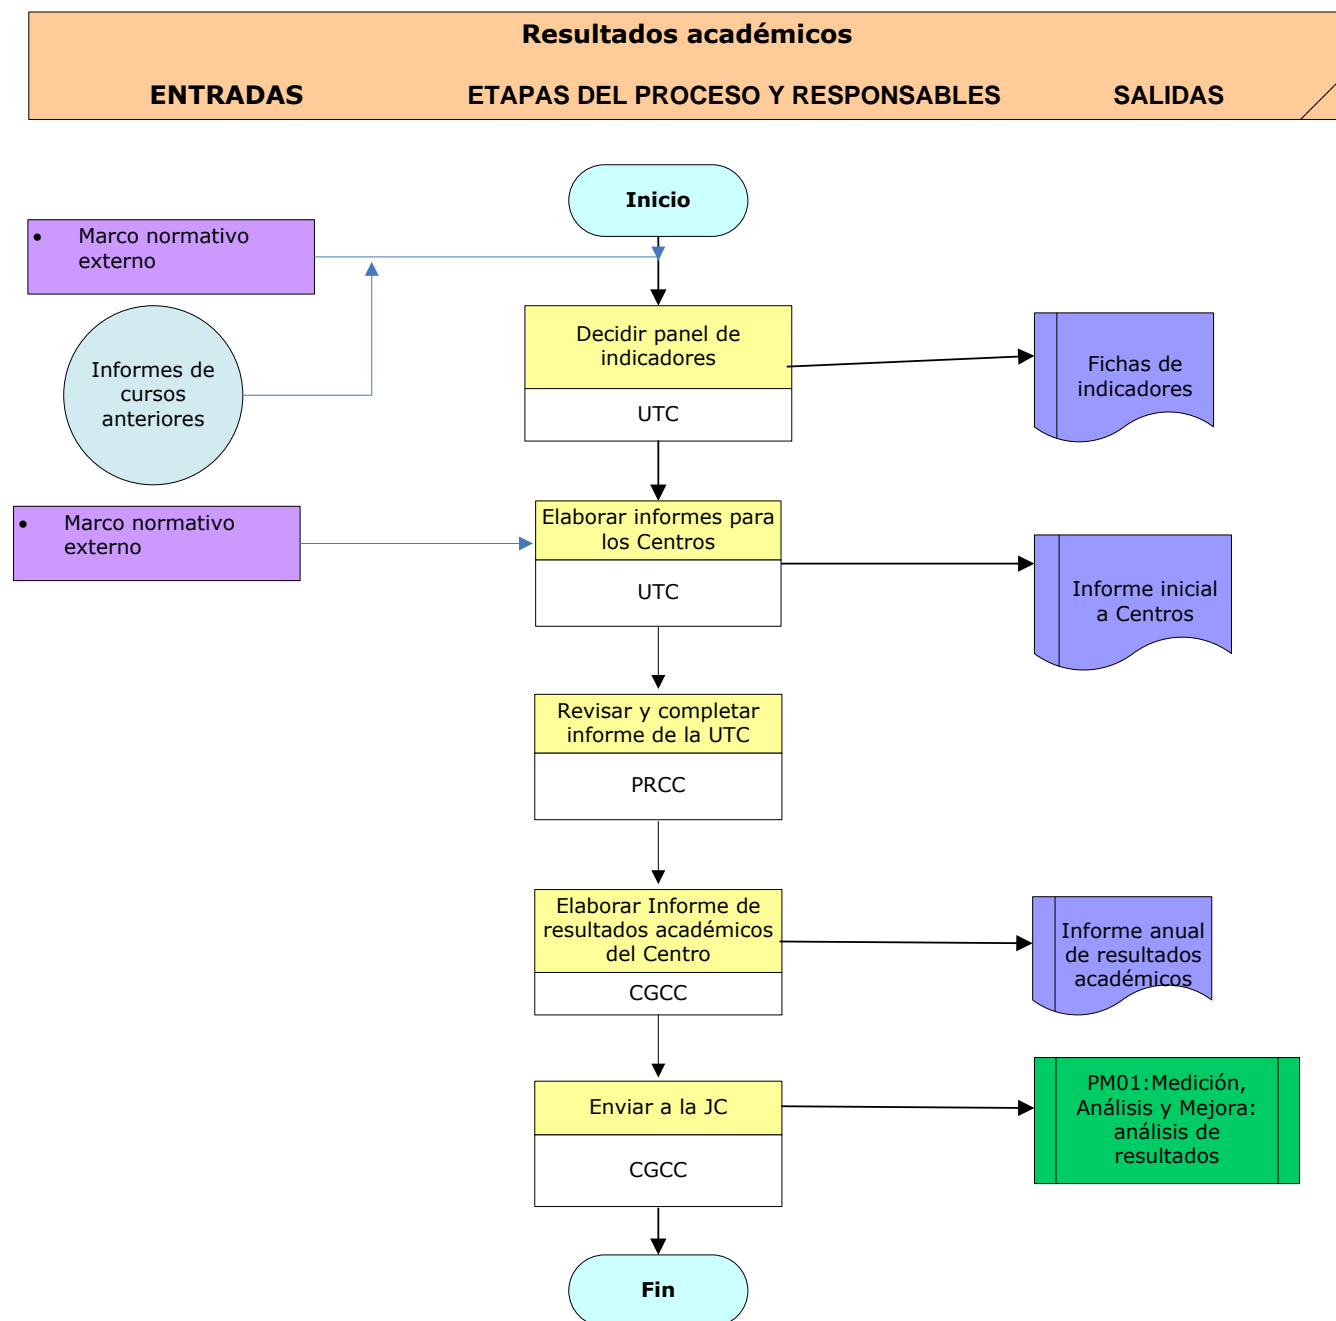 Resultados académicos
ENTRADAS ETAPAS DEL PROCESO Y RESPONSABLES SALIDAS
Inicio
• Marco normativo
externo
Informes de
cursos
anteriores
Decidir panel de
indicadores
UTC
Fichas de
indicadores
• Marco normativo
externo
Elaborar informes para
los Centros
UTC
Informe inicial
a Centros
Revisar y completar
informe de la UTC
PRCC
Elaborar Informe de
resultados académicos
del Centro
CGCC
Informe anual
de resultados
académicos
Enviar a la JC
CGCC
PM01:Medición,
Análisis y Mejora:
análisis de
resultados
Fin